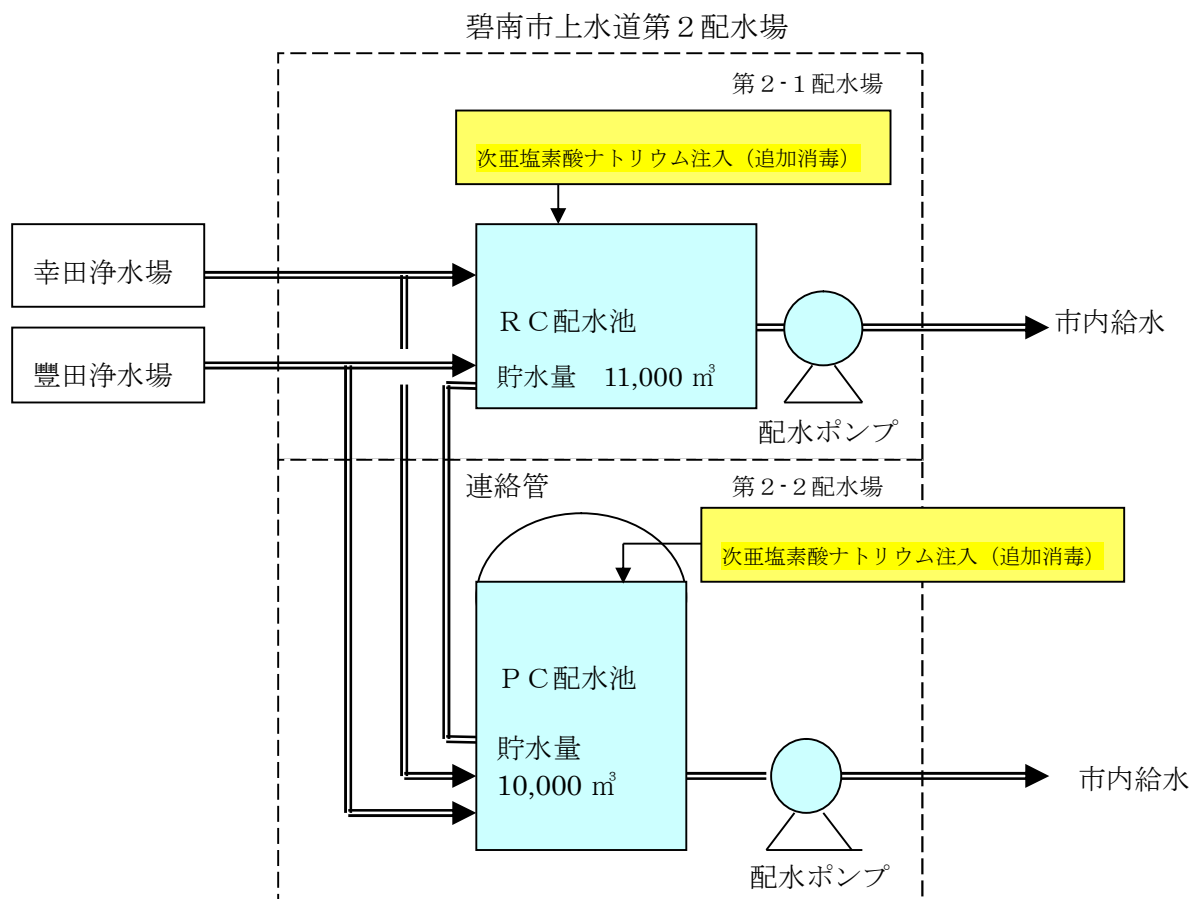 碧南市上水道第２配水場
第２-１配水場
次亜塩素酸ナトリウム注入（追加消毒）
幸田浄水場
豊田浄水場
ＲＣ配水池
貯水量　11,000 ㎥
市内給水
配水ポンプ
連絡管
第２-２配水場
次亜塩素酸ナトリウム注入（追加消毒）
ＰＣ配水池
貯水量
10,000 ㎥
市内給水
配水ポンプ